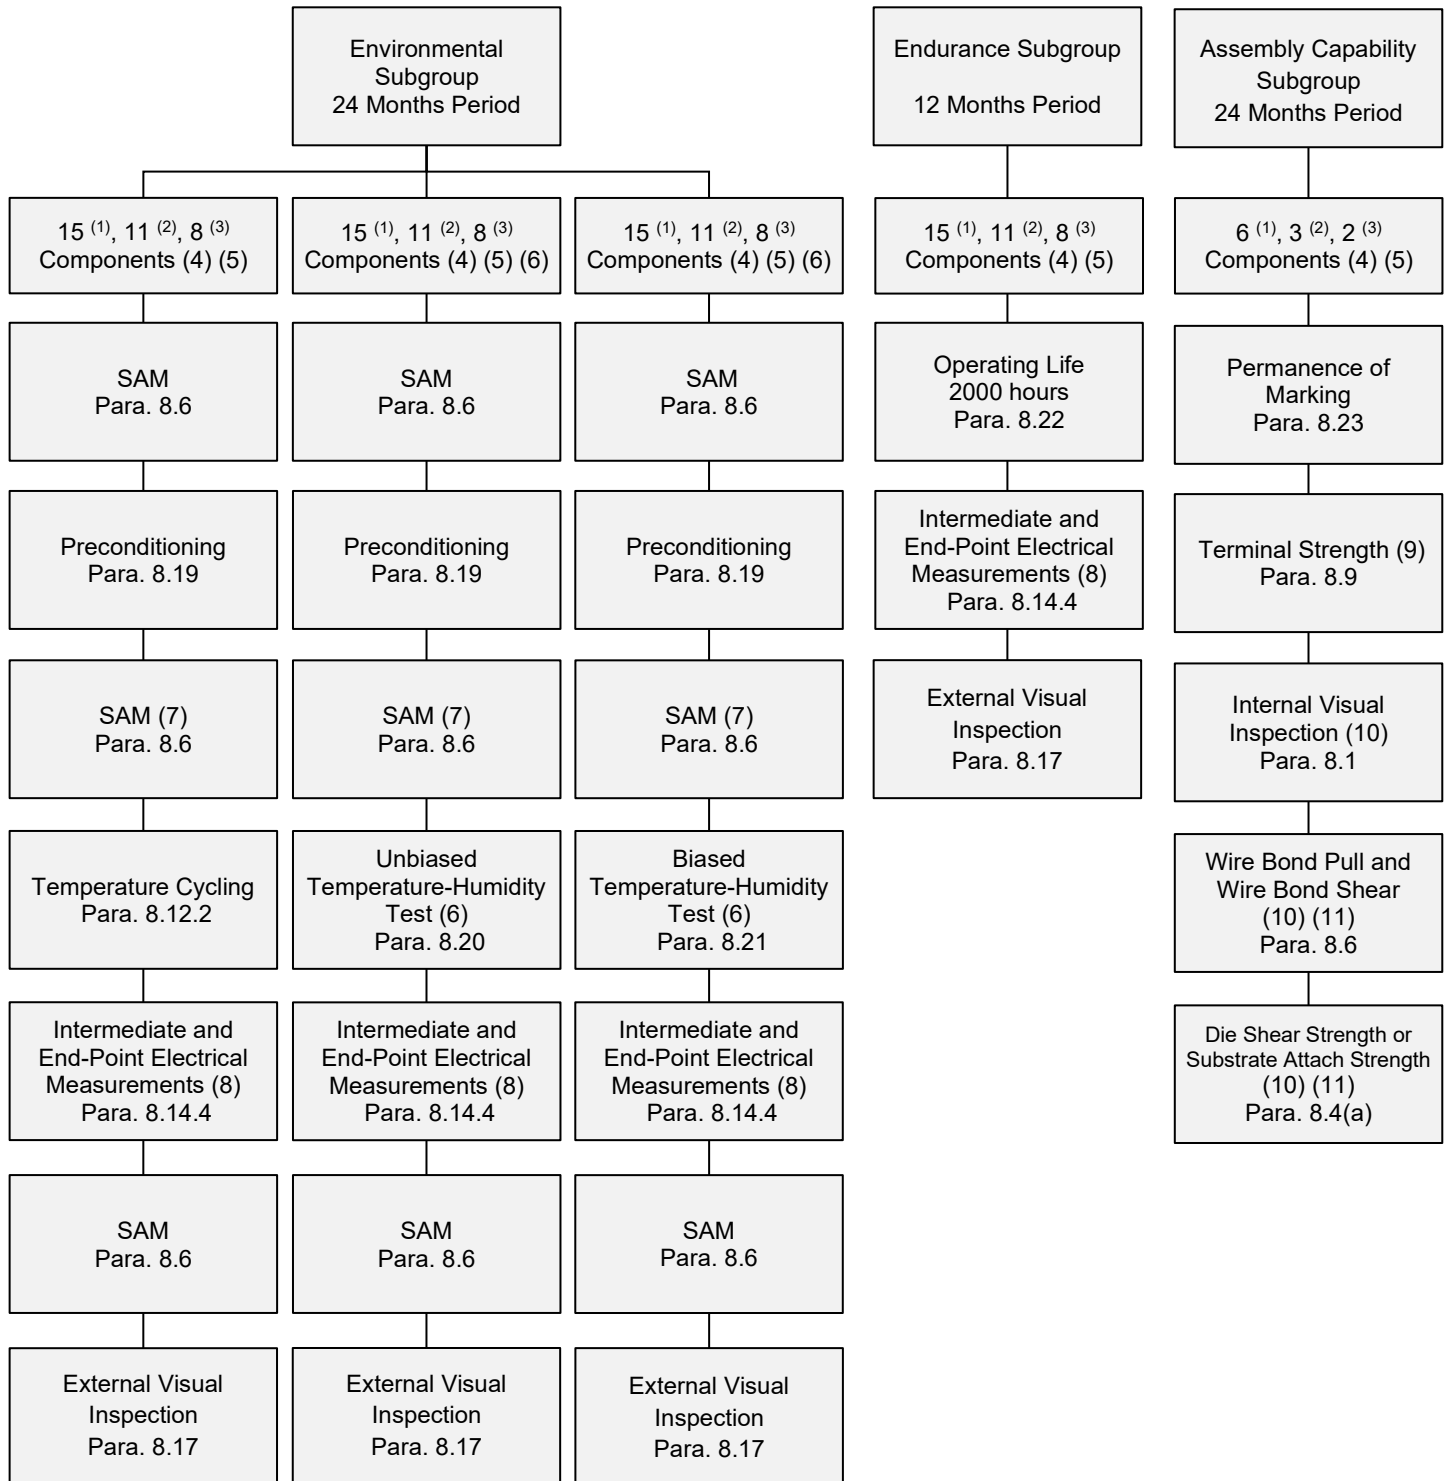 Environmental
Subgroup
24 Months Period
Endurance Subgroup
12 Months Period
Assembly Capability
Subgroup
24 Months Period
15 (1), 11 (2), 8 (3)
Components (4) (5)
15 (1), 11 (2), 8 (3)
Components (4) (5) (6)
15 (1), 11 (2), 8 (3)
Components (4) (5) (6)
15 (1), 11 (2), 8 (3)
Components (4) (5)
6 (1), 3 (2), 2 (3)
Components (4) (5)
SAM
Para. 8.6
SAM
Para. 8.6
SAM
Para. 8.6
Operating Life
2000 hours
Para. 8.22
Permanence of
Marking
Para. 8.23
Preconditioning
Para. 8.19
Preconditioning
Para. 8.19
Preconditioning
Para. 8.19
Intermediate and
End-Point Electrical
Measurements (8)
Para. 8.14.4
Terminal Strength (9)
Para. 8.9
SAM (7)
Para. 8.6
SAM (7)
Para. 8.6
SAM (7)
Para. 8.6
External Visual
Inspection
Para. 8.17
Internal Visual
Inspection (10)
Para. 8.1
Temperature Cycling
Para. 8.12.2
Unbiased
Temperature-Humidity
Test (6)
Para. 8.20
Biased
Temperature-Humidity
Test (6)
Para. 8.21
Wire Bond Pull and
Wire Bond Shear
(10) (11)
Para. 8.6
Intermediate and
End-Point Electrical
Measurements (8)
Para. 8.14.4
Intermediate and
End-Point Electrical
Measurements (8)
Para. 8.14.4
Intermediate and
End-Point Electrical
Measurements (8)
Para. 8.14.4
Die Shear Strength or
Substrate Attach Strength
(10) (11)
Para. 8.4(a)
SAM
Para. 8.6
SAM
Para. 8.6
SAM
Para. 8.6
External Visual
Inspection
Para. 8.17
External Visual
Inspection
Para. 8.17
External Visual
Inspection
Para. 8.17